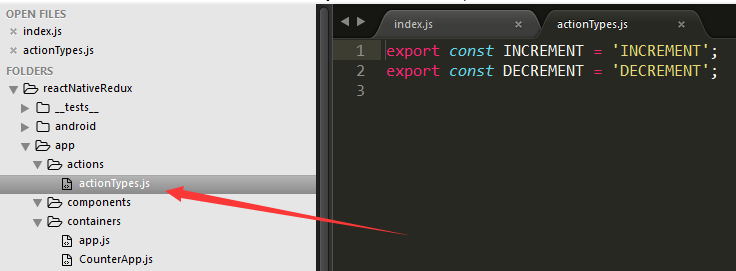 OPEN FILES
index.js
actionTypes.js
FOLDERS
reactNativeRedux
__tests__
android
app
actions
actionTypes.js
components
containers
app.js
CounterApp.js
index.js
actionTypes.js
1 export const INCREMENT = 'INCREMENT';
2 export const DECREMENT = 'DECREMENT';
3